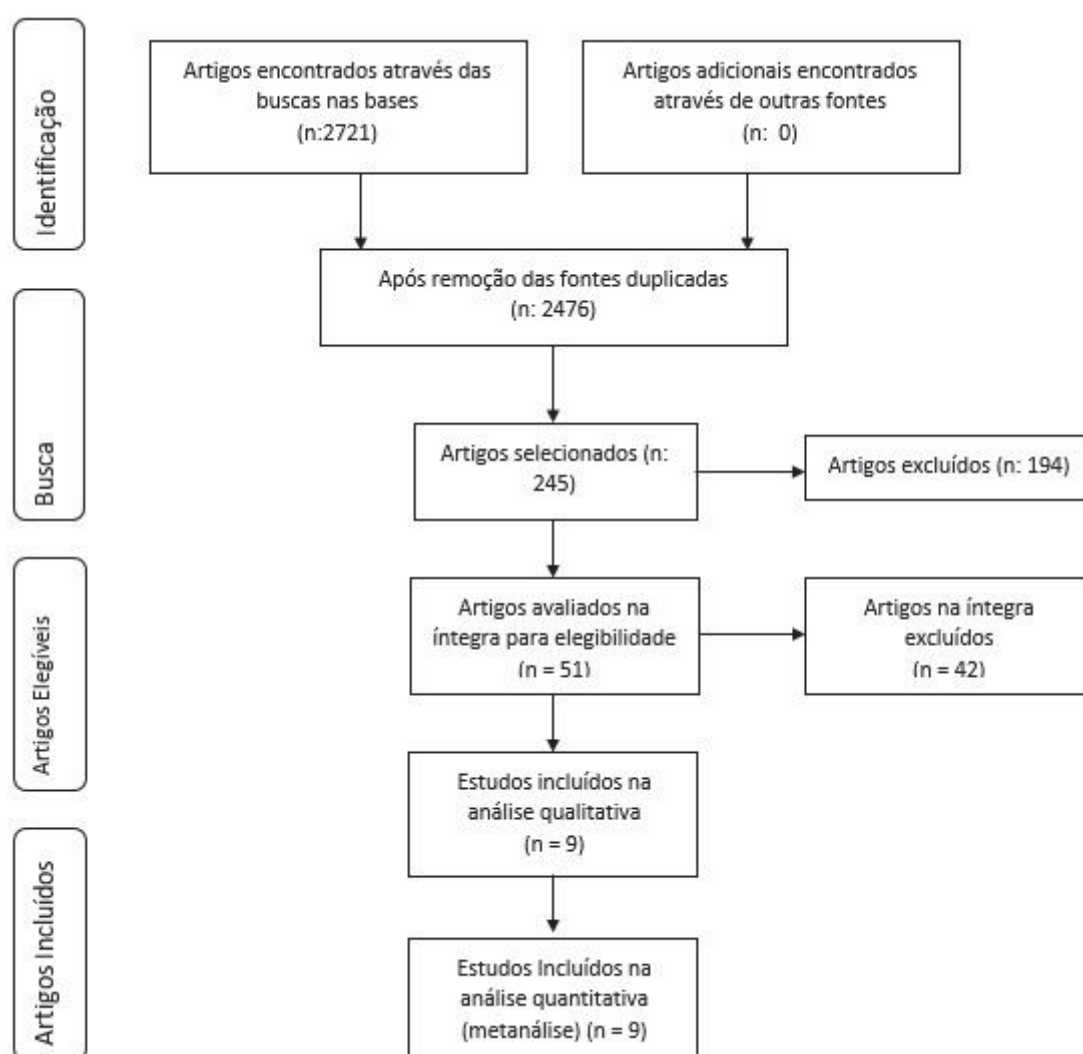 Identificação
Artigos encontrados através das
buscas nas bases
(n:2721)
Artigos adicionais encontrados
através de outras fontes
(n: 0)
Após remoção das fontes duplicadas
(n: 2476)
Busca
Artigos selecionados (n:
245)
Artigos excluídos (n: 194)
Artigos Elegíveis
Artigos avaliados na
íntegra para elegibilidade
(n = 51)
Artigos na íntegra
excluídos
(n = 42)
Estudos incluídos na
análise qualitativa
(n = 9)
Artigos Incluídos
Estudos Incluídos na
análise quantitativa
(metanálise) (n = 9)